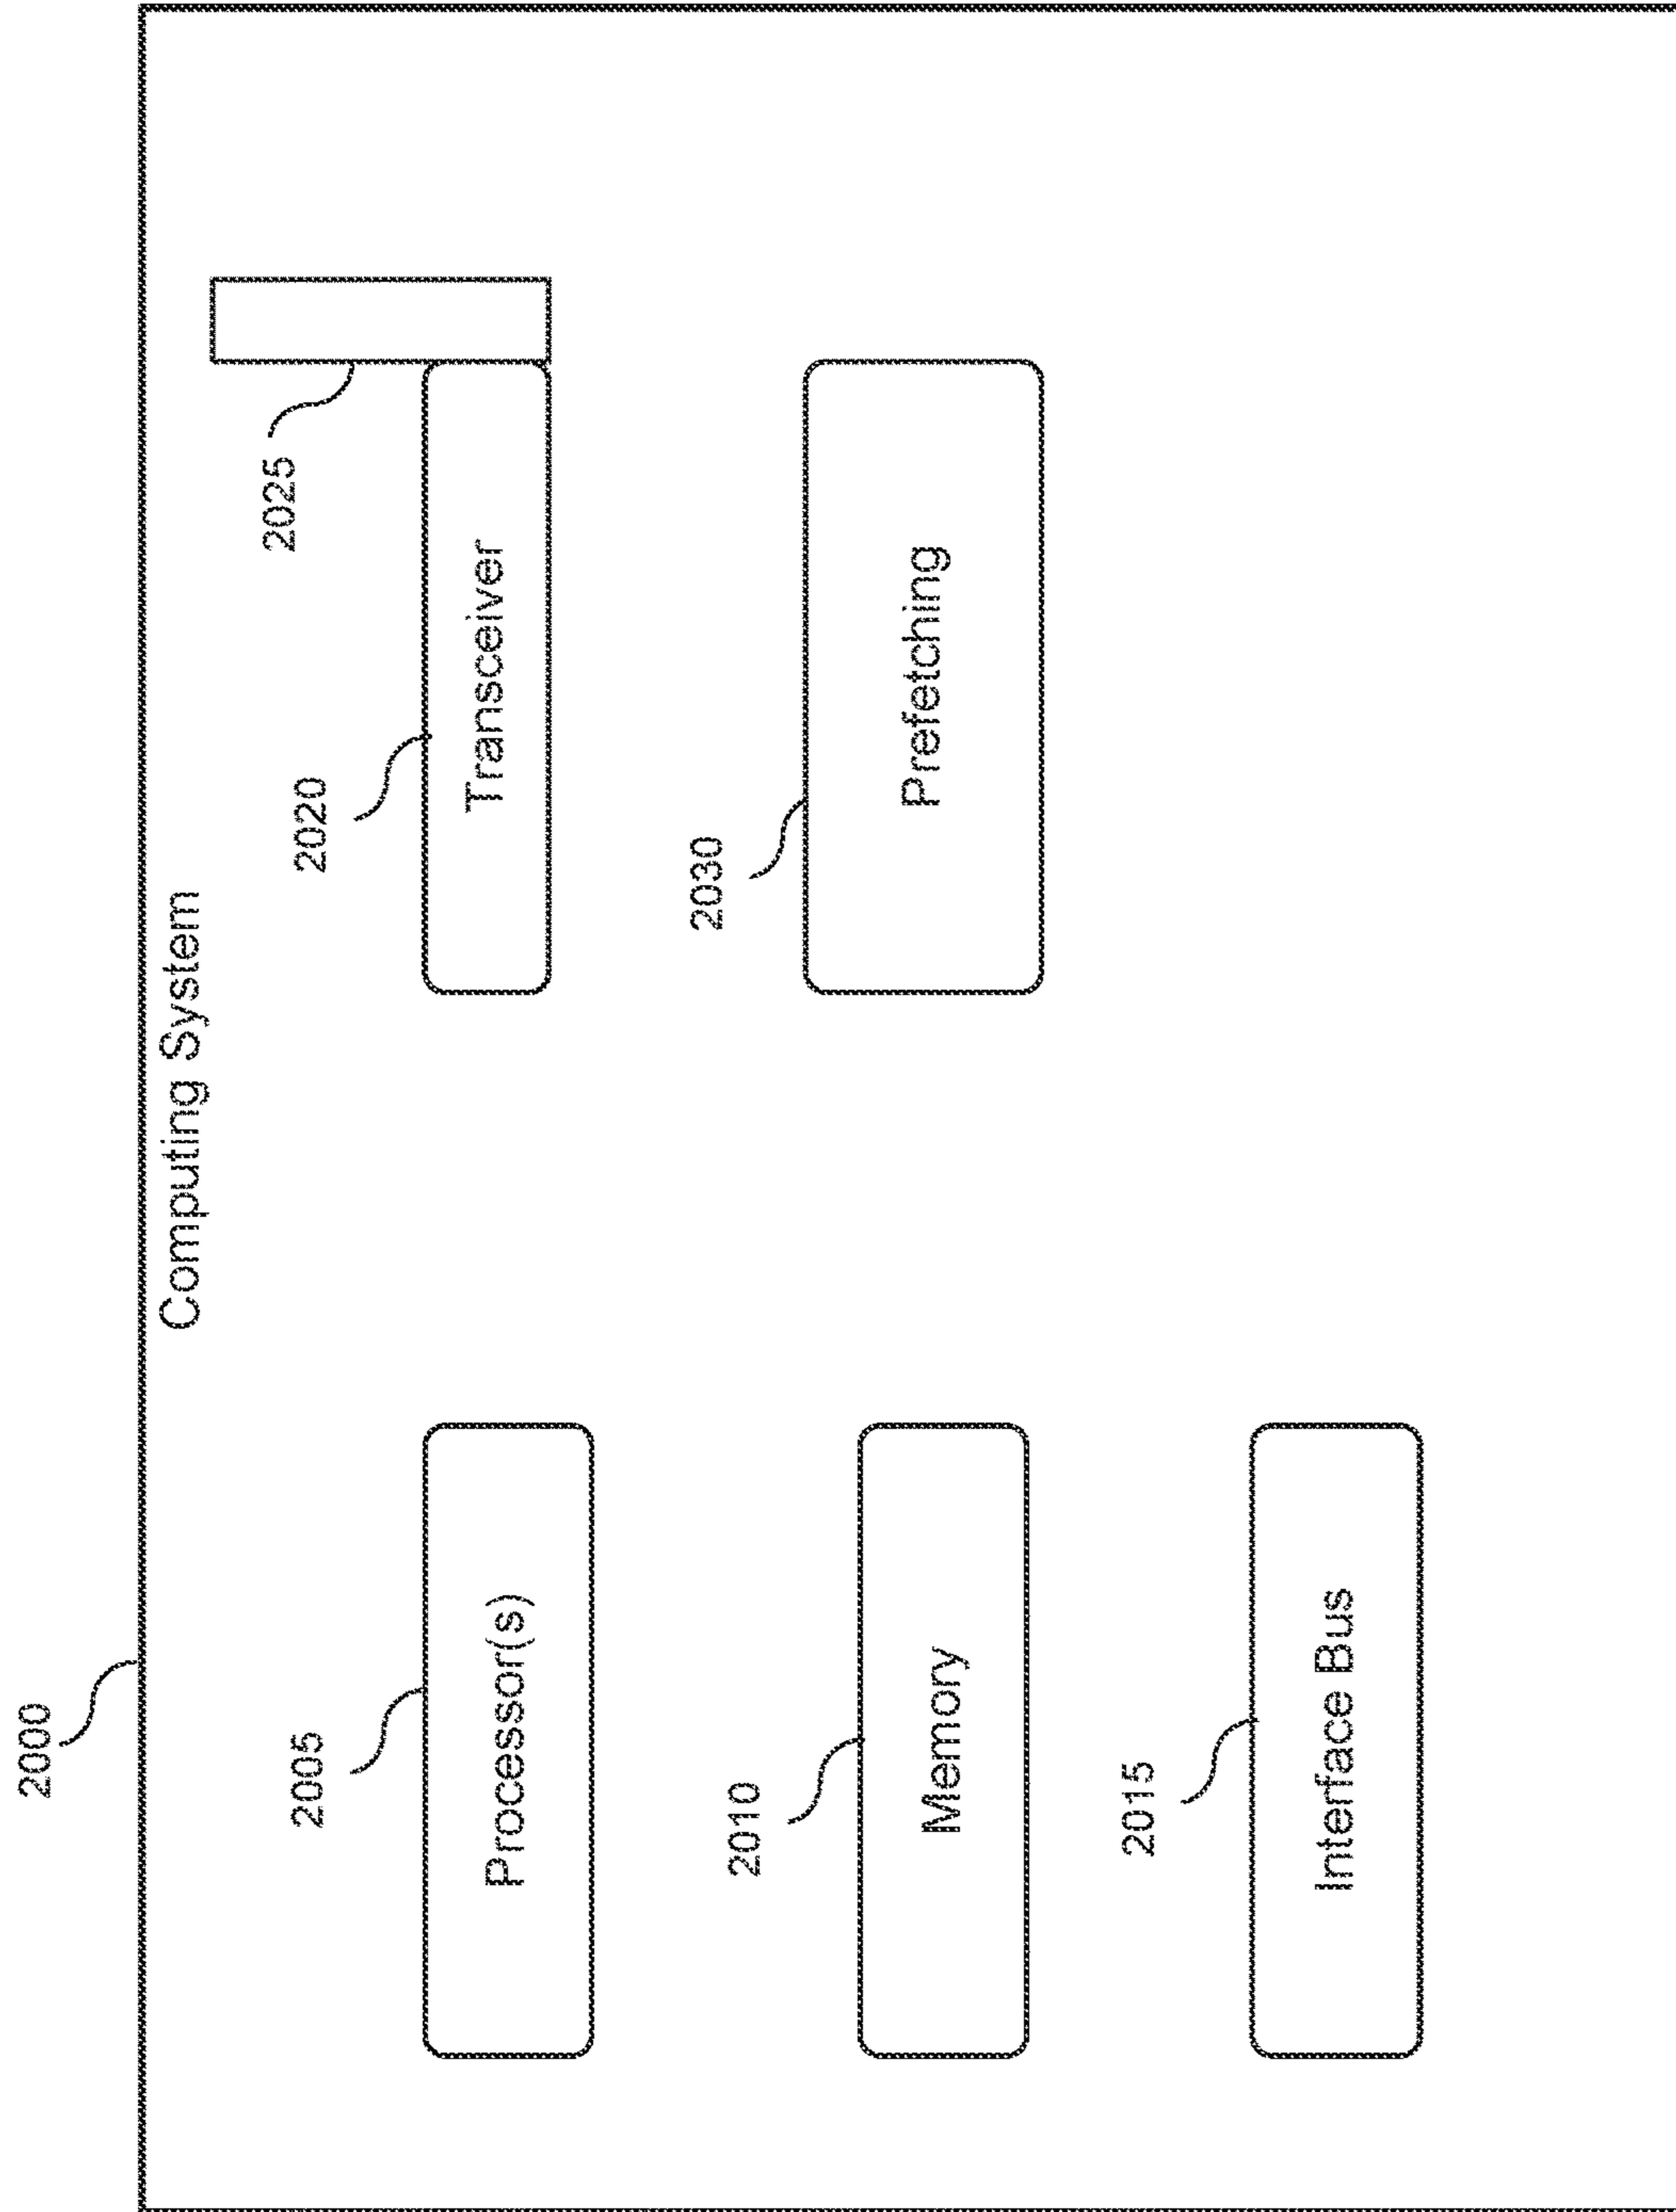 2000
Computing System
2005
Processor(s)
2010
Memory
2015
Interface Bus
2025
2020
Transceiver
2030
Prefetching